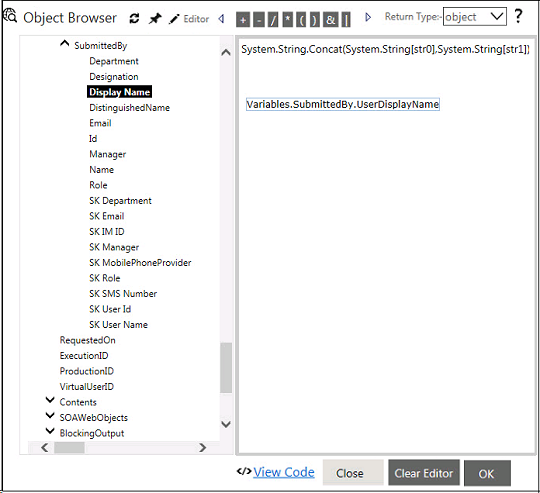 Object Browser
Editor
+ - / * ( ) & |
Return Type:- object
?
SubmittedBy
Department
Designation
Display Name
DistinguishedName
Email
Id
Manager
Name
Role
SK Department
SK Email
SK IM ID
SK Manager
SK MobilePhoneProvider
SK Role
SK SMS Number
SK User Id
SK User Name
RequestedOn
ExecutionID
ProductionID
VirtualUserID
Contents
SOAWebObjects
BlockingOutput
System.String.Concat(System.String[str0],System.String[str1])
Variables.SubmittedBy.UserDisplayName
</> View Code
Close
Clear Editor
OK